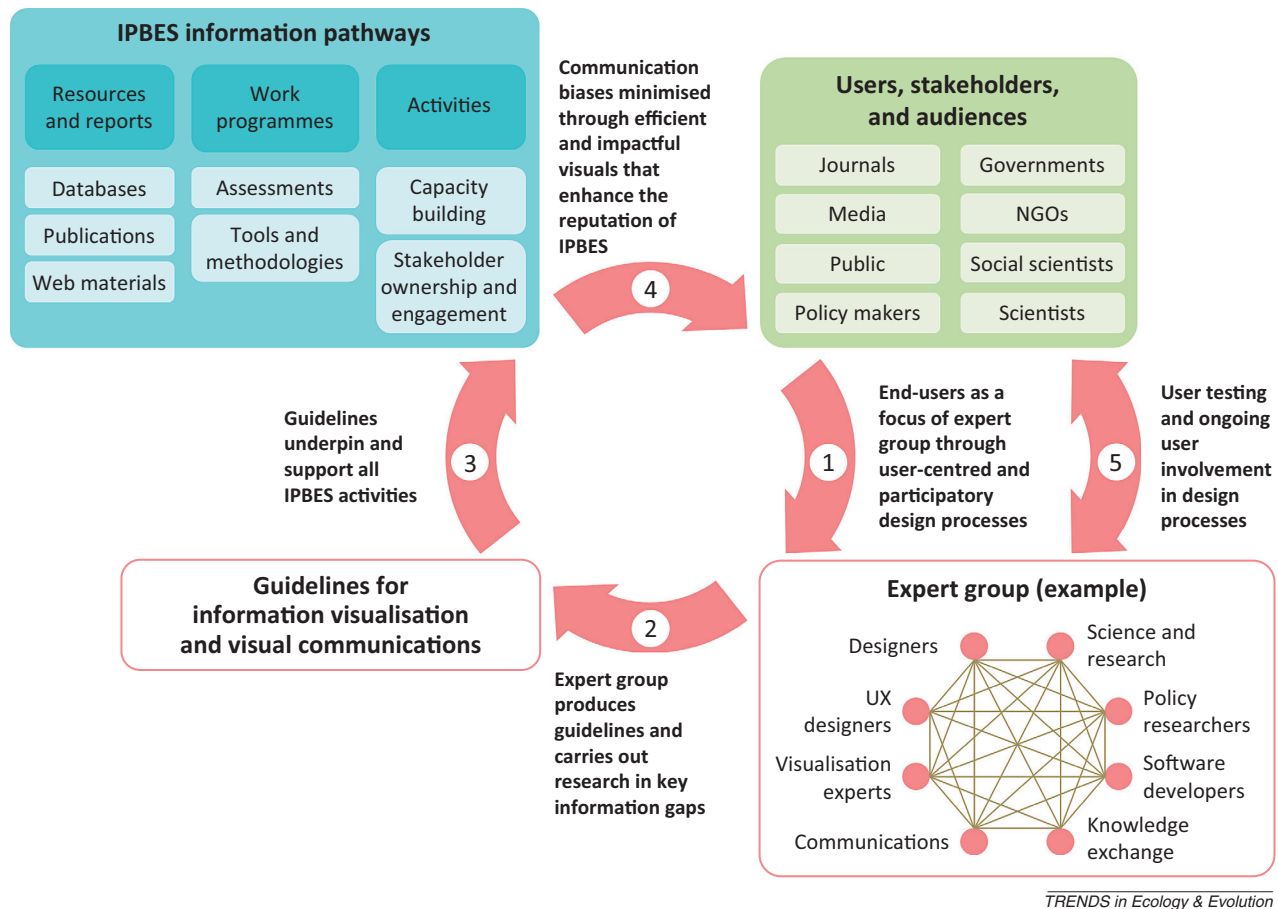 IPBES information pathways
Resources
and reports
Work
programmes
Activities
Databases
Publications
Web materials
Assessments
Tools and
methodologies
Capacity
building
Stakeholder
ownership and
engagement
Communication
biases minimised
through efficient
and impactful
visuals that
enhance the
reputation of
IPBES
4
Users, stakeholders,
and audiences
Journals
Governments
Media
NGOs
Public
Social scientists
Policy makers
Scientists
Guidelines
underpin and
support all
IPBES activities
3
1
End-users as a
focus of expert
group through
user-centred and
participatory
design processes
5
User testing
and ongoing
user
involvement
in design
processes
Guidelines for
information visualisation
and visual communications
2
Expert group
produces
guidelines and
carries out
research in key
information gaps
Expert group (example)
Designers
Science and
research
UX
designers
Policy
researchers
Visualisation
experts
Software
developers
Communications
Knowledge
exchange
TRENDS in Ecology & Evolution